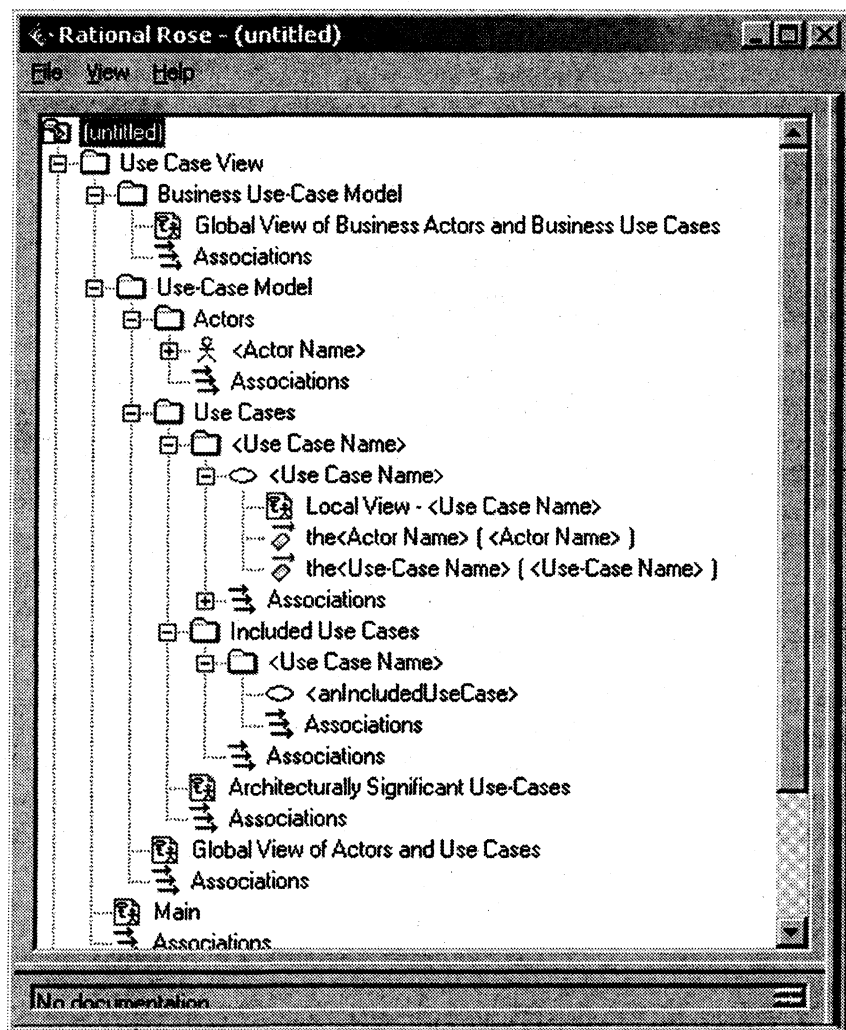 Rational Rose - (untitled)
File View Help
(untitled)
Use Case View
Business Use-Case Model
Global View of Business Actors and Business Use Cases
Associations
Use-Case Model
Actors
<Actor Name>
Associations
Use Cases
<Use Case Name>
<Use Case Name>
Local View - <Use Case Name>
the<Actor Name> ( <Actor Name> )
the<Use-Case Name> ( <Use-Case Name> )
Associations
Included Use Cases
<Use Case Name>
<anIncludedUseCase>
Associations
Associations
Architecturally Significant Use-Cases
Associations
Global View of Actors and Use Cases
Associations
Main
Associations
No documentation